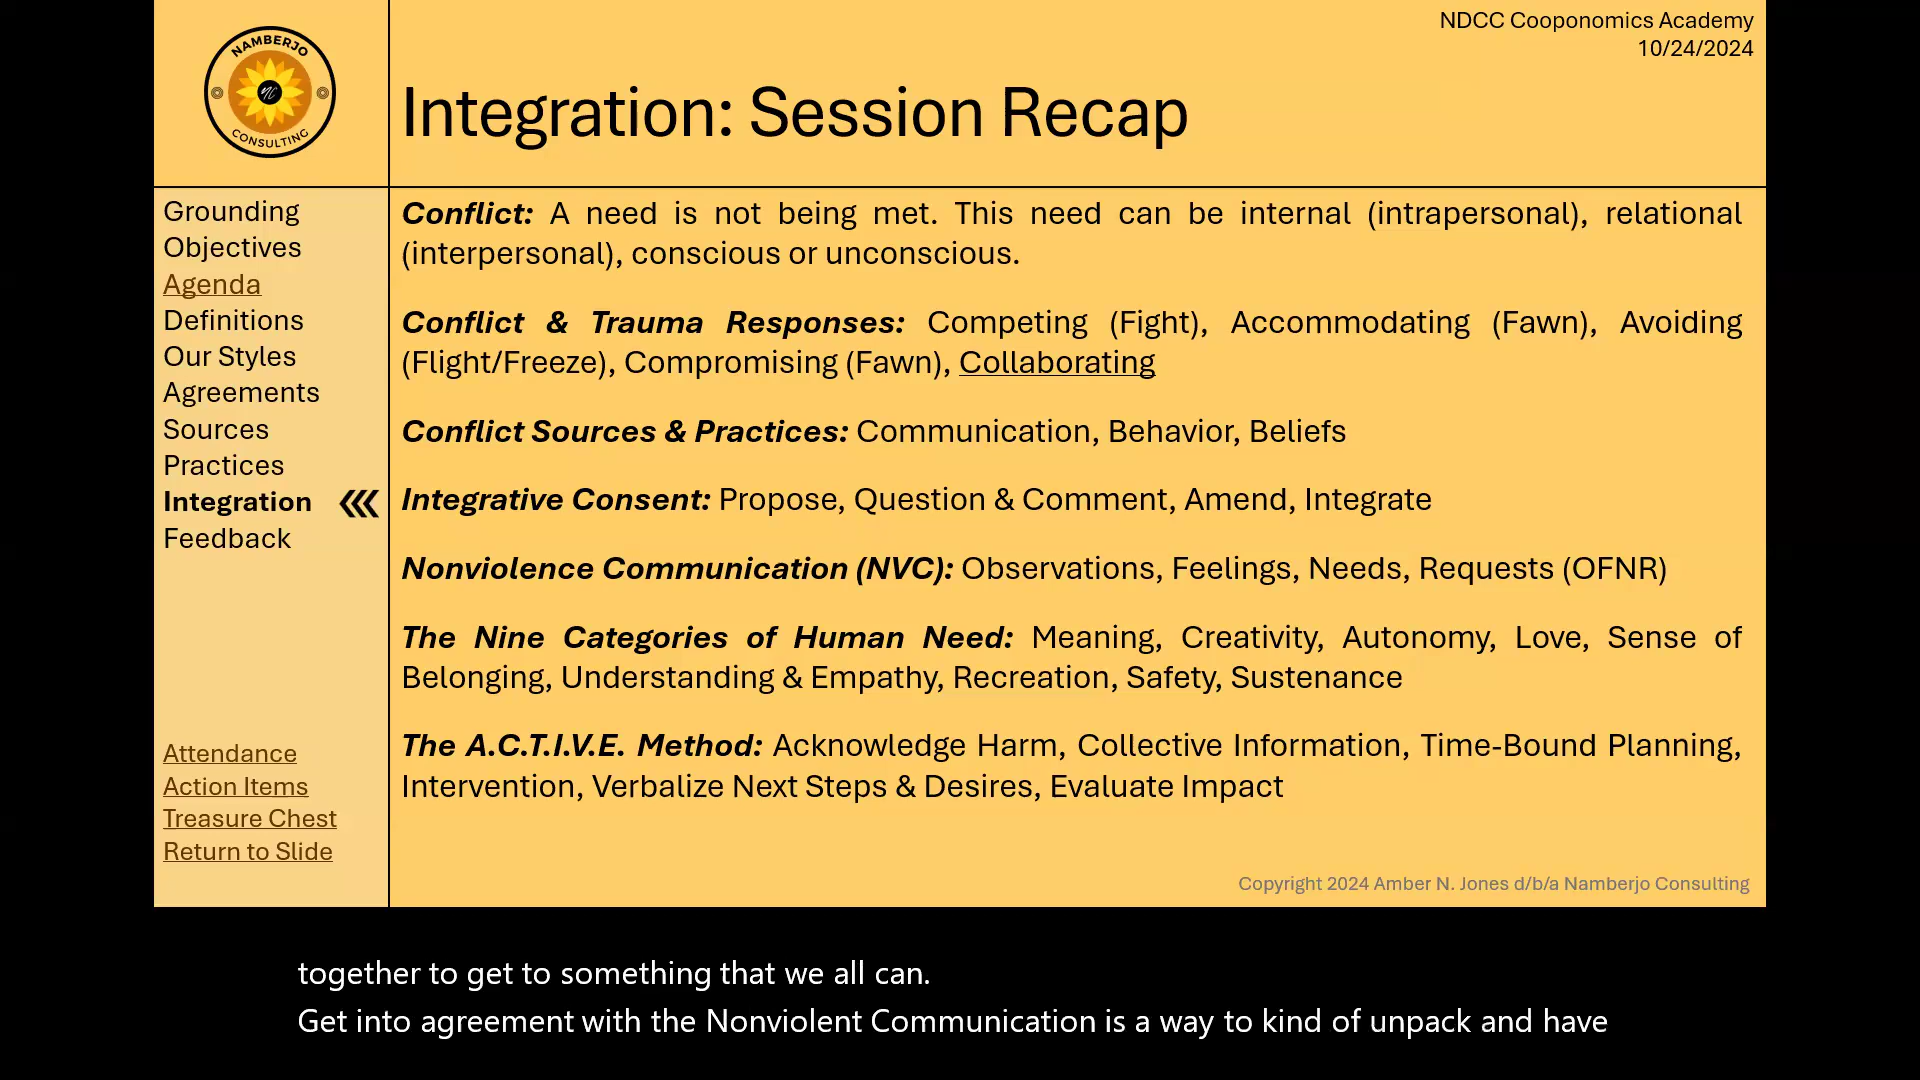 NAMBERJO
NC
CONSULTING
NDCC Cooponomics Academy
10/24/2024
Integration: Session Recap
Grounding
Objectives
Agenda
Definitions
Our Styles
Agreements
Sources
Practices
Integration
Feedback
Attendance
Action Items
Treasure Chest
Return to Slide
Conflict: A need is not being met. This need can be internal (intrapersonal), relational
(interpersonal), conscious or unconscious.
Conflict & Trauma Responses: Competing (Fight), Accommodating (Fawn), Avoiding
(Flight/Freeze), Compromising (Fawn), Collaborating
Conflict Sources & Practices: Communication, Behavior, Beliefs
Integrative Consent: Propose, Question & Comment, Amend, Integrate
Nonviolence Communication (NVC): Observations, Feelings, Needs, Requests (OFNR)
The Nine Categories of Human Need: Meaning, Creativity, Autonomy, Love, Sense of
Belonging, Understanding & Empathy, Recreation, Safety, Sustenance
The A.C.T.I.V.E. Method: Acknowledge Harm, Collective Information, Time-Bound Planning,
Intervention, Verbalize Next Steps & Desires, Evaluate Impact
Copyright 2024 Amber N. Jones d/b/a Namberjo Consulting
together to get to something that we all can.
Get into agreement with the Nonviolent Communication is a way to kind of unpack and have